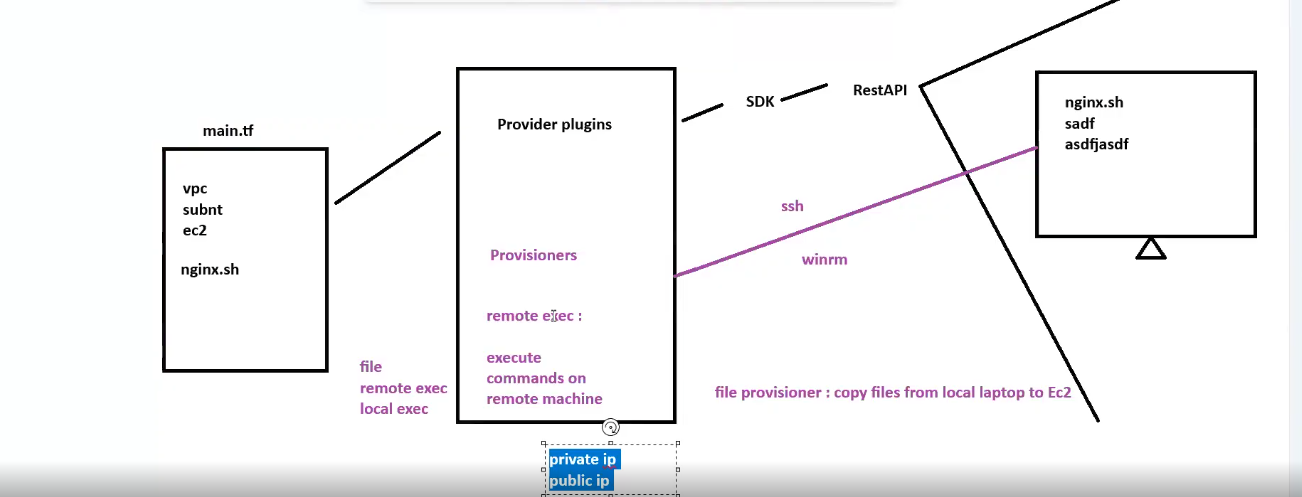 main.tf
vpc
subnt
ec2
nginx.sh
file
remote exec
local exec
Provider plugins
Provisioners
remote exec :
execute
commands on
remote machine
private ip
public ip
SDK
RestAPI
ssh
winrm
file provisioner : copy files from local laptop to Ec2
nginx.sh
sadf
asdfjasdf